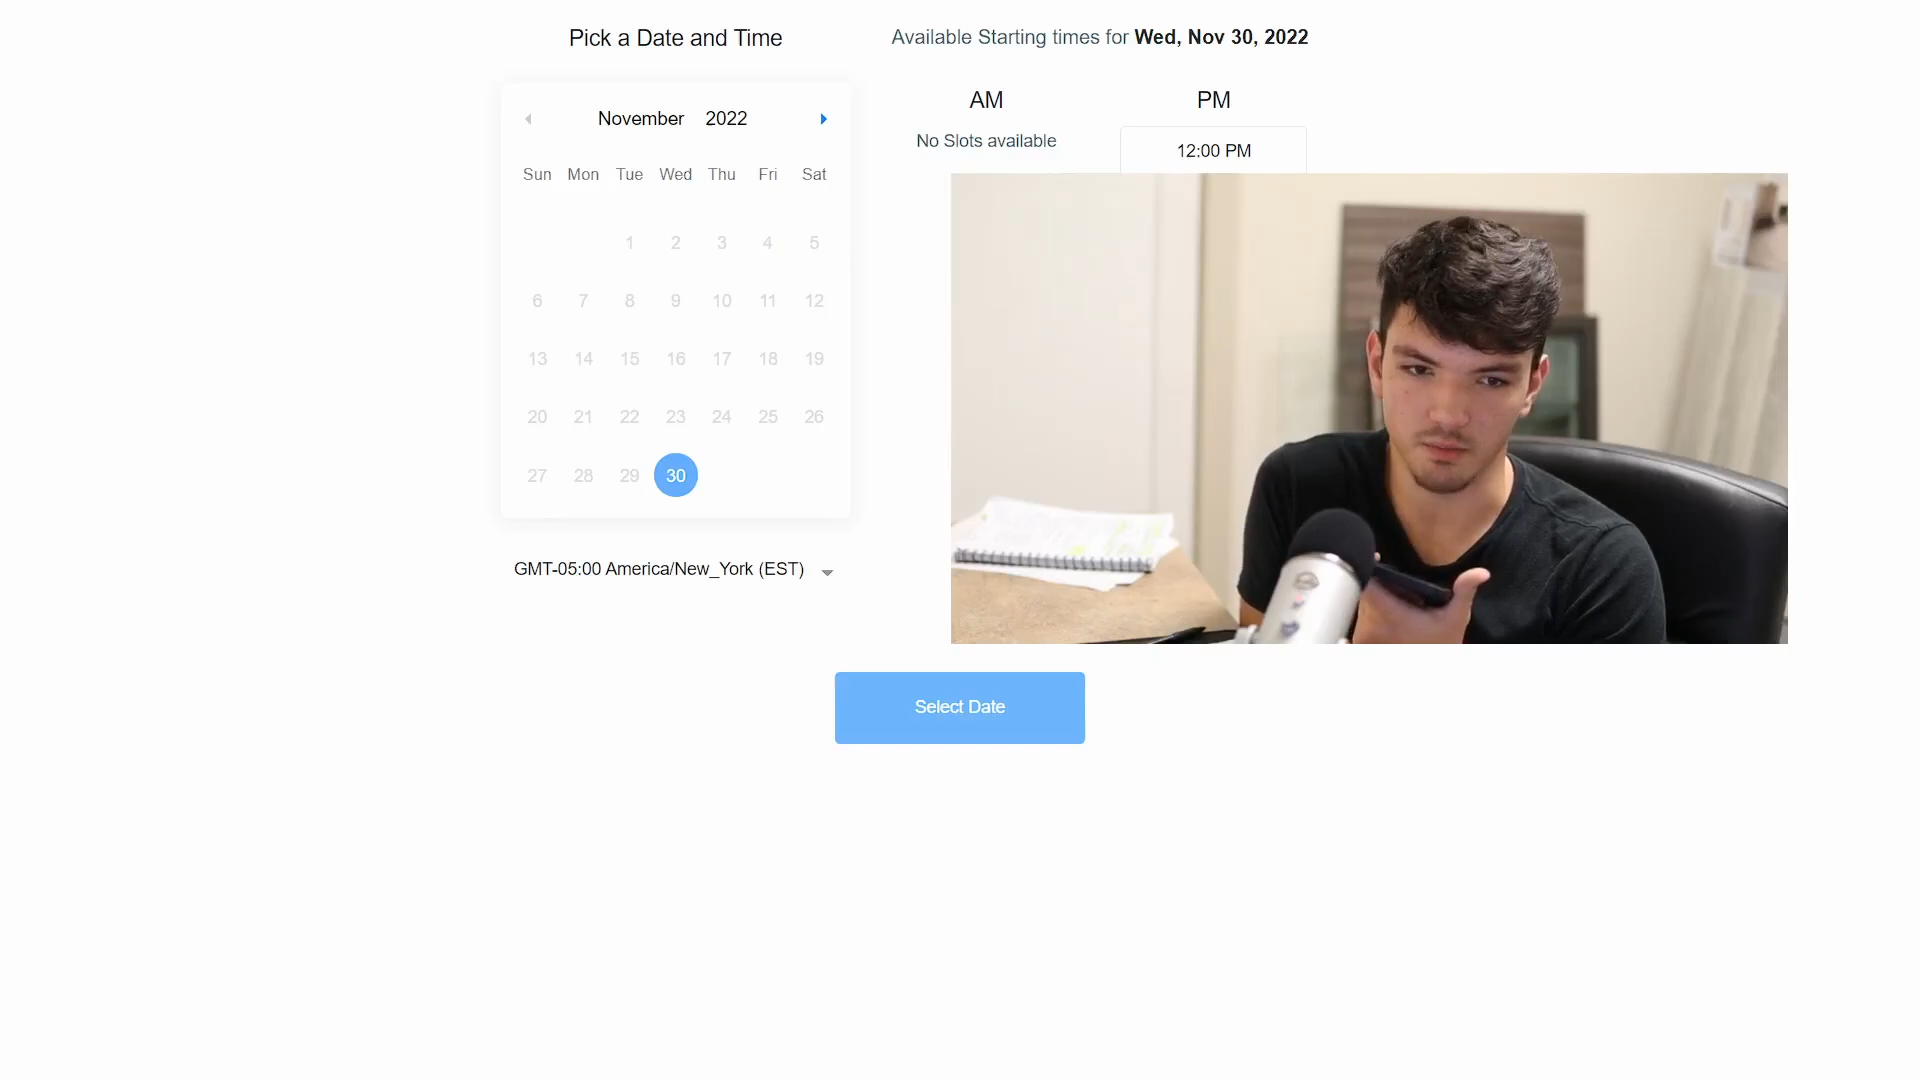 Pick a Date and Time
November 2022
Sun Mon Tue Wed Thu Fri Sat
1 2 3 4 5
6 7 8 9 10 11 12
13 14 15 16 17 18 19
20 21 22 23 24 25 26
27 28 29 30
GMT-05:00 America/New_York (EST)
Available Starting times for Wed, Nov 30, 2022
AM
No Slots available
PM
12:00 PM
Select Date